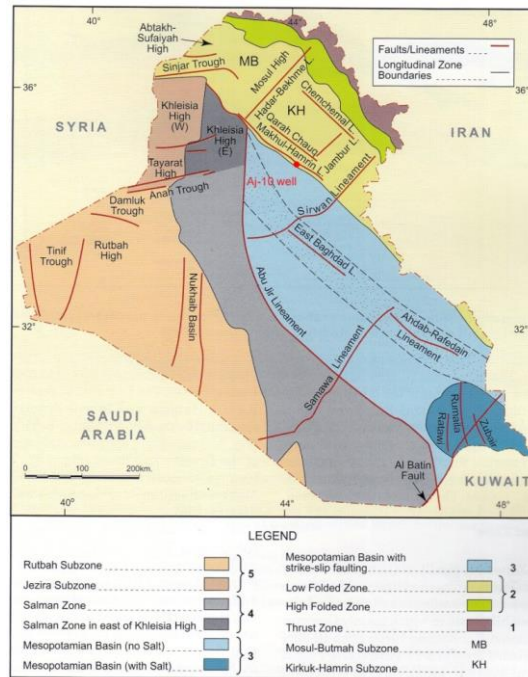 40°
44°
48°
Abtakh-
Sufaiyah
High
Faults/Lineaments
Longitudinal Zone
Boundaries
36°
36°
MB
Sinjar Trough
Mosul High
Hadar-Bekhme L.
Chemchemal L.
KH
Qarah Chauq
Makhul-Hamrin L.
Jambur L.
SYRIA
IRAN
Khleisia
High
(W)
Khleisia
High
(E)
Tayarat
High
Aj-10 well
Anah Trough
Damluk
Trough
Sirwan Lineament
East Baghdad L.
Tinif
Trough
Rutbah
High
Nukhaib Basin
Abu Jir Lineament
Ahdab-Rafedain
Lineament
32°
32°
Samawa Lineament
Rumaila
Ratawi
Zubair
SAUDI
ARABIA
KUWAIT
Al Batin
Fault
0 100 200km.
40°
44°
48°
LEGEND
Rutbah Subzone
Jezira Subzone
5
Salman Zone
Salman Zone in east of Khleisia High
4
Mesopotamian Basin (no Salt)
Mesopotamian Basin (with Salt)
3
Mesopotamian Basin with
strike-slip faulting
3
Low Folded Zone
High Folded Zone
2
Thrust Zone
1
Mosul-Butmah Subzone
MB
Kirkuk-Hamrin Subzone
KH